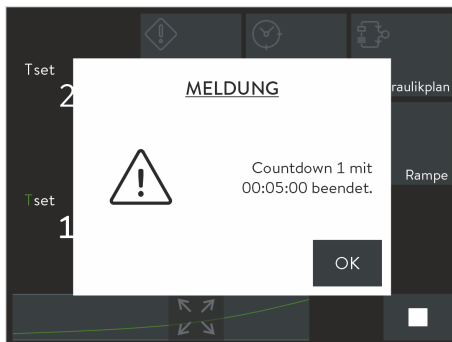 Tset
2
raulikplan
MELDUNG
Countdown 1 mit
00:05:00 beendet.
Rampe
Tset
1
OK